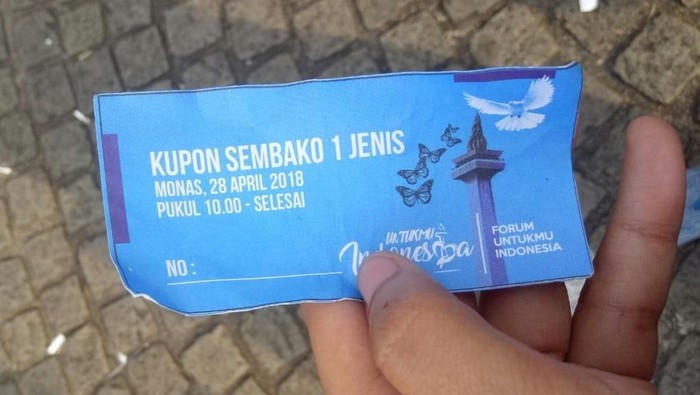 KUPON SEMBAKO 1 JENIS
MONAS, 28 APRIL 2018
PUKUL 10.00 - SELESAI
NO :
UNTUKMU
Indonesia
FORUM
UNTUKMU
INDONESIA